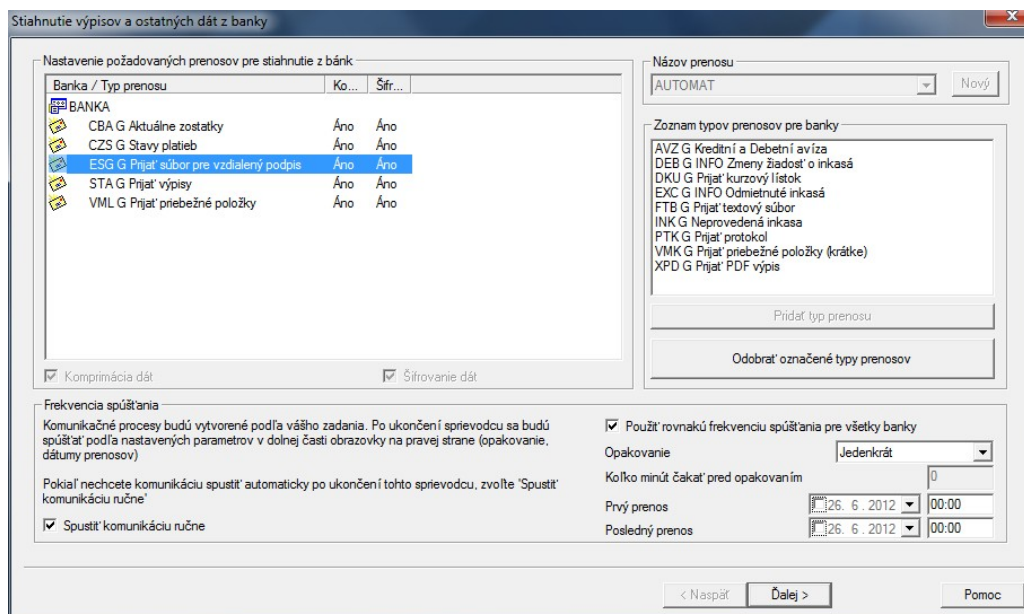 Stiahnutie výpisov a ostatných dát z banky
Nastavenie požadovaných prenosov pre stiahnutie z bánk
Banka / Typ prenosu Ko... Šifr...
BANKA
CBA G Aktuálne zostatky Áno Áno
CZS G Stavy platieb Áno Áno
ESG G Prijať súbor pre vzdialený podpis Áno Áno
STA G Prijať výpisy Áno Áno
VML G Prijať priebežné položky Áno Áno
Komprimácia dát Šifrovanie dát
Názov prenosu
AUTOMAT Nový
Zoznam typov prenosov pre banky
AVZ G Kreditní a Debetní avíza
DEB G INFO Zmeny žiadosť o inkasá
DKU G Prijať kurzový lístok
EXC G INFO Odmietnuté inkasá
FTB G Prijať textový súbor
INK G Neprovedená inkasa
PTK G Prijať protokol
VMK G Prijať priebežné položky (krátke)
XPD G Prijať PDF výpis
Pridať typ prenosu
Odobrať označené typy prenosov
Frekvencia spúšťania
Komunikačné procesy budú vytvorené podľa vášho zadania. Po ukončení sprievodcu sa budú
spúšťať podľa nastavených parametrov v dolnej časti obrazovky na pravej strane (opakovanie,
dátumy prenosov)
Pokiaľ nechcete komunikáciu spustiť automaticky po ukončení tohto sprievodcu, zvoľte 'Spustiť
komunikáciu ručne'
Spustiť komunikáciu ručne
Použiť rovnakú frekvenciu spúšťania pre všetky banky
Opakovanie Jedenkrát
Koľko minút čakať pred opakovaním 0
Prvý prenos 26. 6 . 2012 00:00
Posledný prenos 26. 6 . 2012 00:00
< Naspäť Ďalej > Pomoc